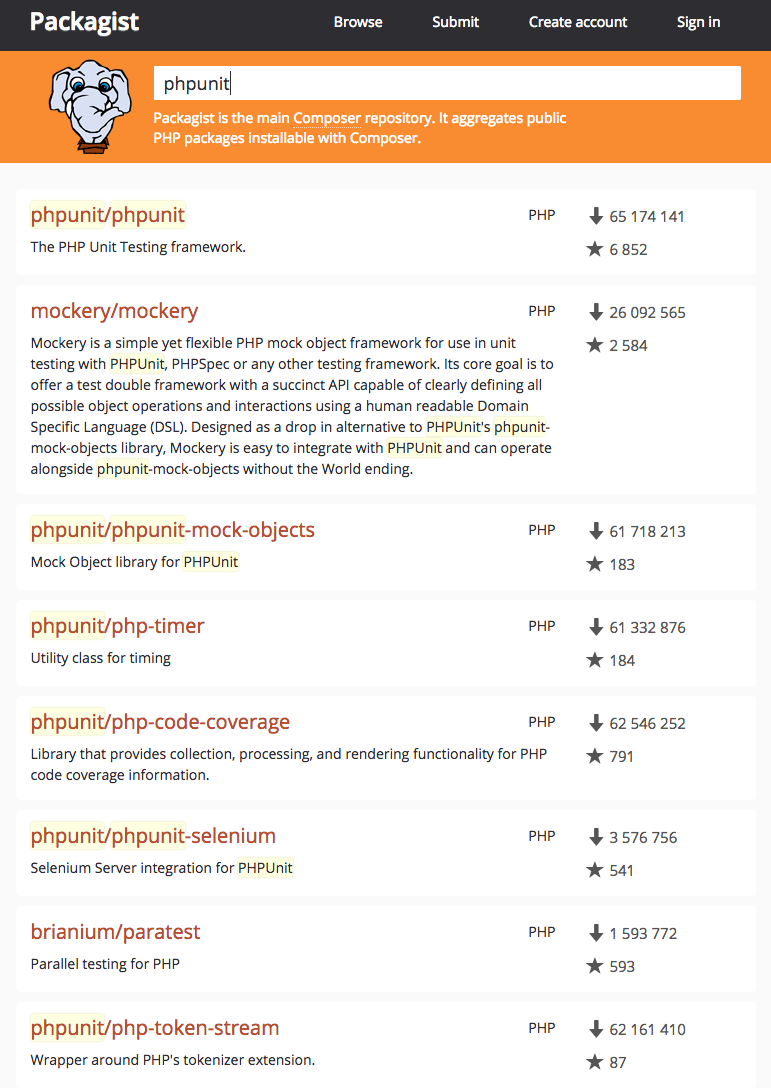 Packagist Browse Submit Create account Sign in
phpunit
Packagist is the main Composer repository. It aggregates public
PHP packages installable with Composer.
phpunit/phpunit PHP 65 174 141
The PHP Unit Testing framework. 6 852
mockery/mockery PHP 26 092 565
Mockery is a simple yet flexible PHP mock object framework for use in unit 2 584
testing with PHPUnit, PHPSpec or any other testing framework. Its core goal is to
offer a test double framework with a succinct API capable of clearly defining all
possible object operations and interactions using a human readable Domain
Specific Language (DSL). Designed as a drop in alternative to PHPUnit's phpunit-
mock-objects library, Mockery is easy to integrate with PHPUnit and can operate
alongside phpunit-mock-objects without the World ending.
phpunit/phpunit-mock-objects PHP 61 718 213
Mock Object library for PHPUnit 183
phpunit/php-timer PHP 61 332 876
Utility class for timing 184
phpunit/php-code-coverage PHP 62 546 252
Library that provides collection, processing, and rendering functionality for PHP 791
code coverage information.
phpunit/phpunit-selenium PHP 3 576 756
Selenium Server integration for PHPUnit 541
brianium/paratest PHP 1 593 772
Parallel testing for PHP 593
phpunit/php-token-stream PHP 62 161 410
Wrapper around PHP's tokenizer extension. 87